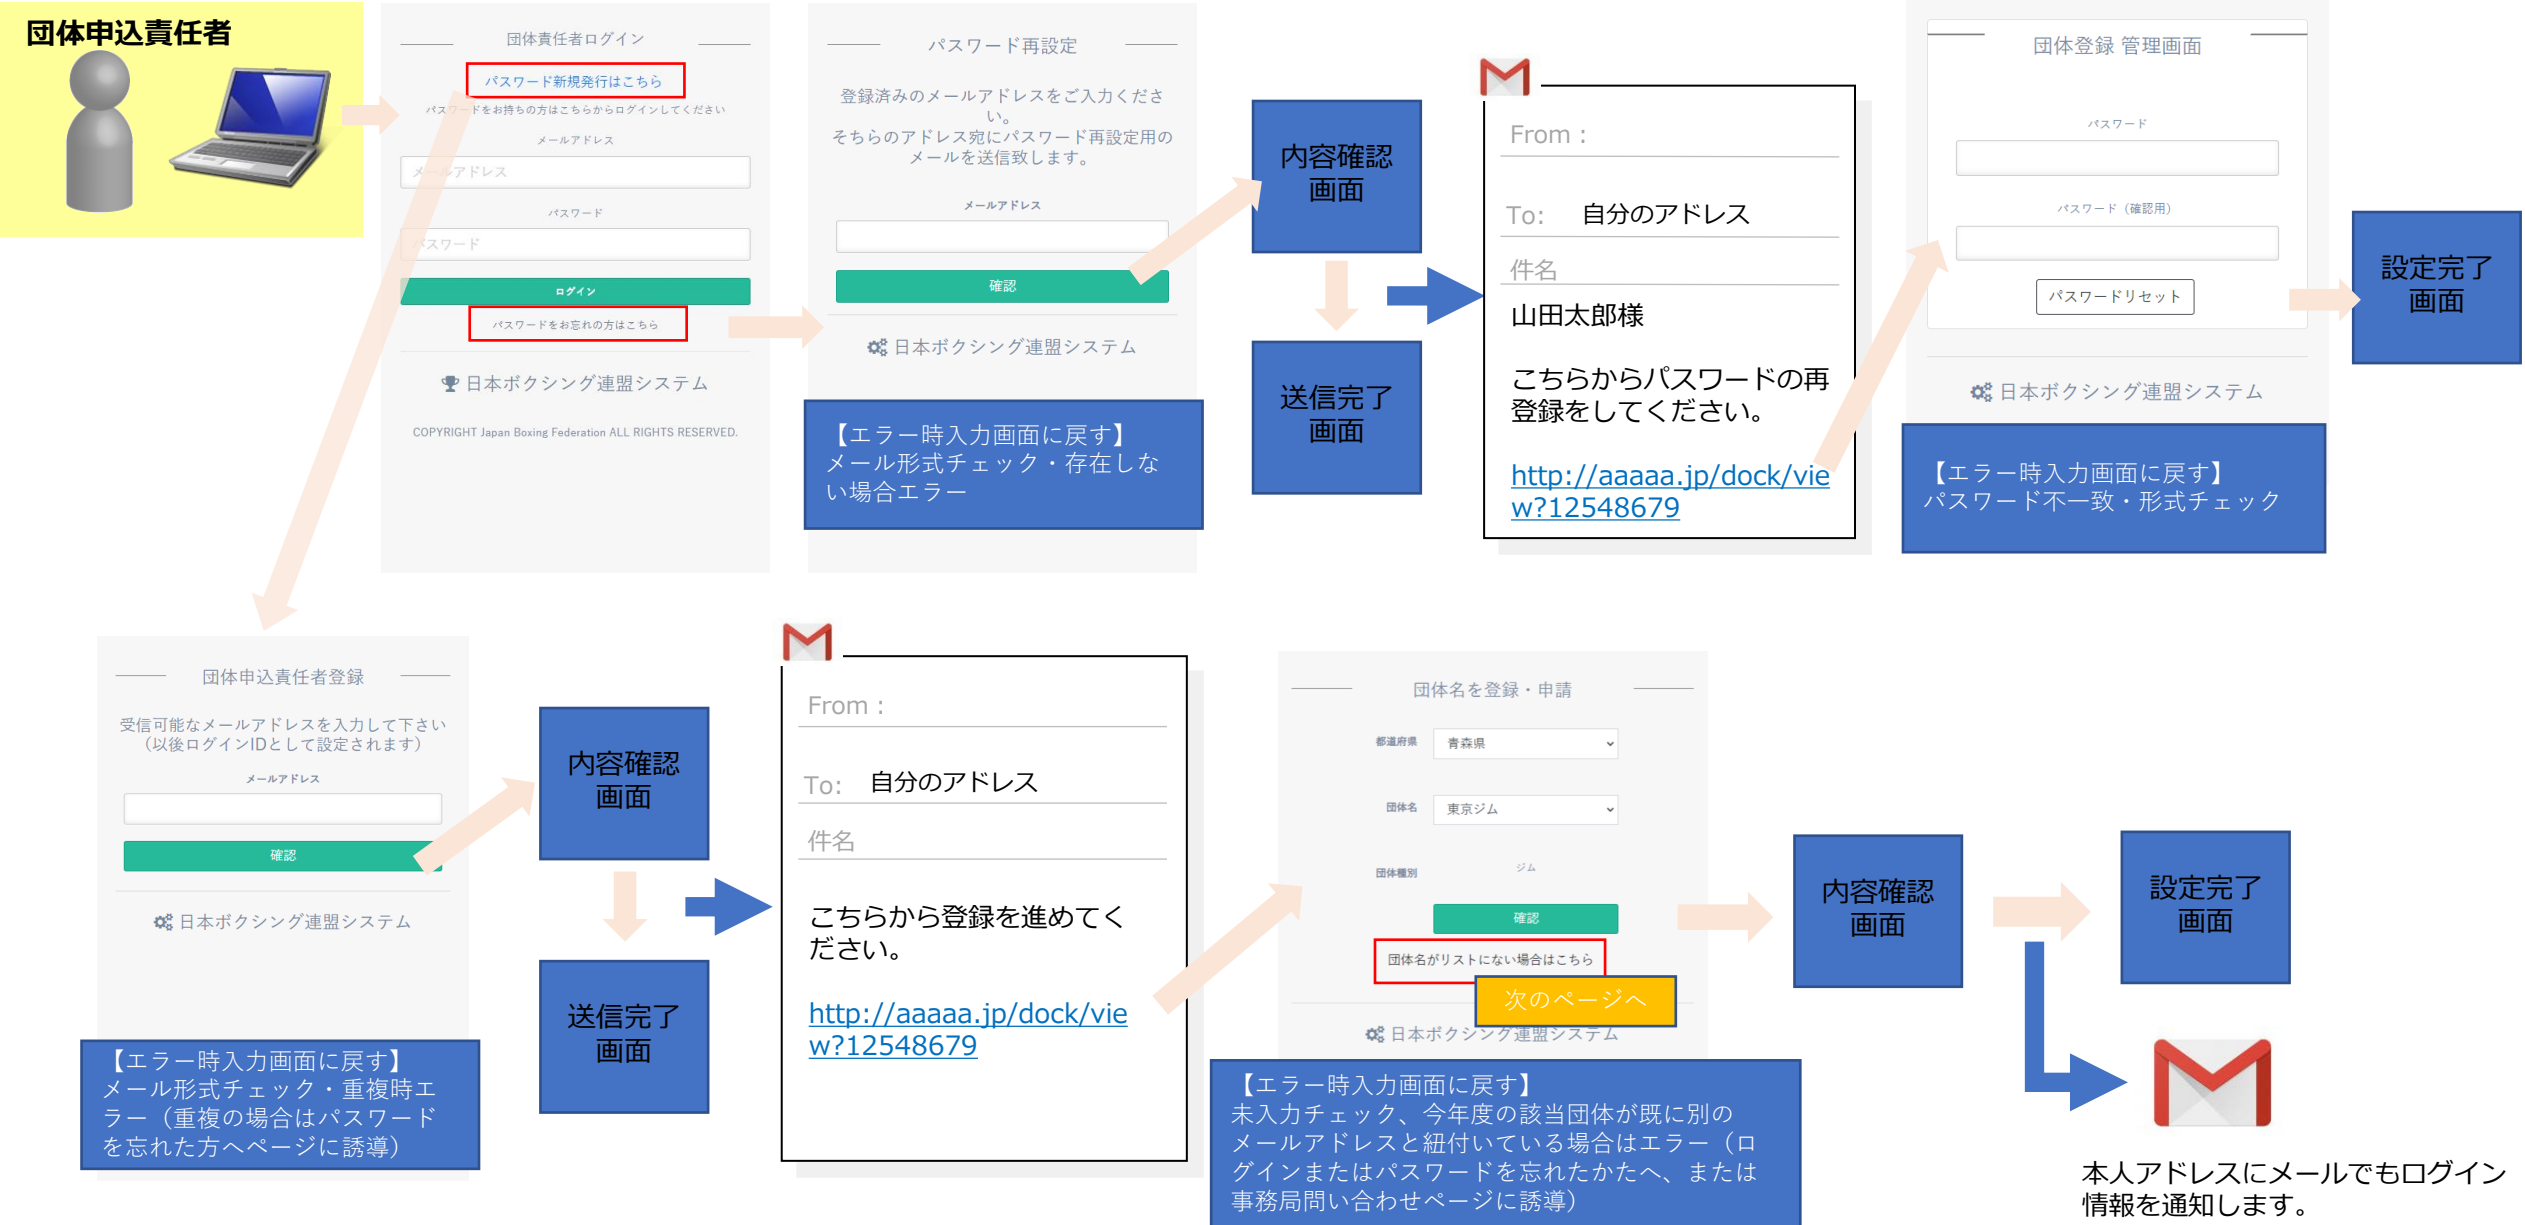 団体申込責任者
団体責任者ログイン
パスワード新規発行はこちら
パスワードをお持ちの方はこちらからログインしてください
メールアドレス
メールアドレス
パスワード
パスワード
ログイン
パスワードをお忘れの方はこちら
日本ボクシング連盟システム
COPYRIGHT Japan Boxing Federation ALL RIGHTS RESERVED.
パスワード再設定
登録済みのメールアドレスをご入力くださ
い。
そちらのアドレス宛にパスワード再設定用の
メールを送信致します。
メールアドレス
確認
日本ボクシング連盟システム
【エラー時入力画面に戻す】
メール形式チェック・存在しな
い場合エラー
内容確認
画面
送信完了
画面
From：
To: 自分のアドレス
件名
山田太郎様
こちらからパスワードの再
登録をしてください。
http://aaaaa.jp/dock/vie
w?12548679
団体登録 管理画面
パスワード
パスワード（確認用）
パスワードリセット
日本ボクシング連盟システム
【エラー時入力画面に戻す】
パスワード不一致・形式チェック
設定完了
画面
団体申込責任者登録
受信可能なメールアドレスを入力して下さい
（以後ログインIDとして設定されます）
メールアドレス
確認
日本ボクシング連盟システム
【エラー時入力画面に戻す】
メール形式チェック・重複時エ
ラー（重複の場合はパスワード
を忘れた方へページに誘導）
内容確認
画面
送信完了
画面
From：
To: 自分のアドレス
件名
こちらから登録を進めてく
ださい。
http://aaaaa.jp/dock/vie
w?12548679
団体名を登録・申請
都道府県 青森県
団体名 東京ジム
団体種別 ジム
確認
団体名がリストにない場合はこちら
次のページへ
日本ボクシング連盟システム
【エラー時入力画面に戻す】
未入力チェック、今年度の該当団体が既に別の
メールアドレスと紐付いている場合はエラー（ロ
グインまたはパスワードを忘れたかたへ、または
事務局問い合わせページに誘導）
内容確認
画面
設定完了
画面
本人アドレスにメールでもログイン
情報を通知します。